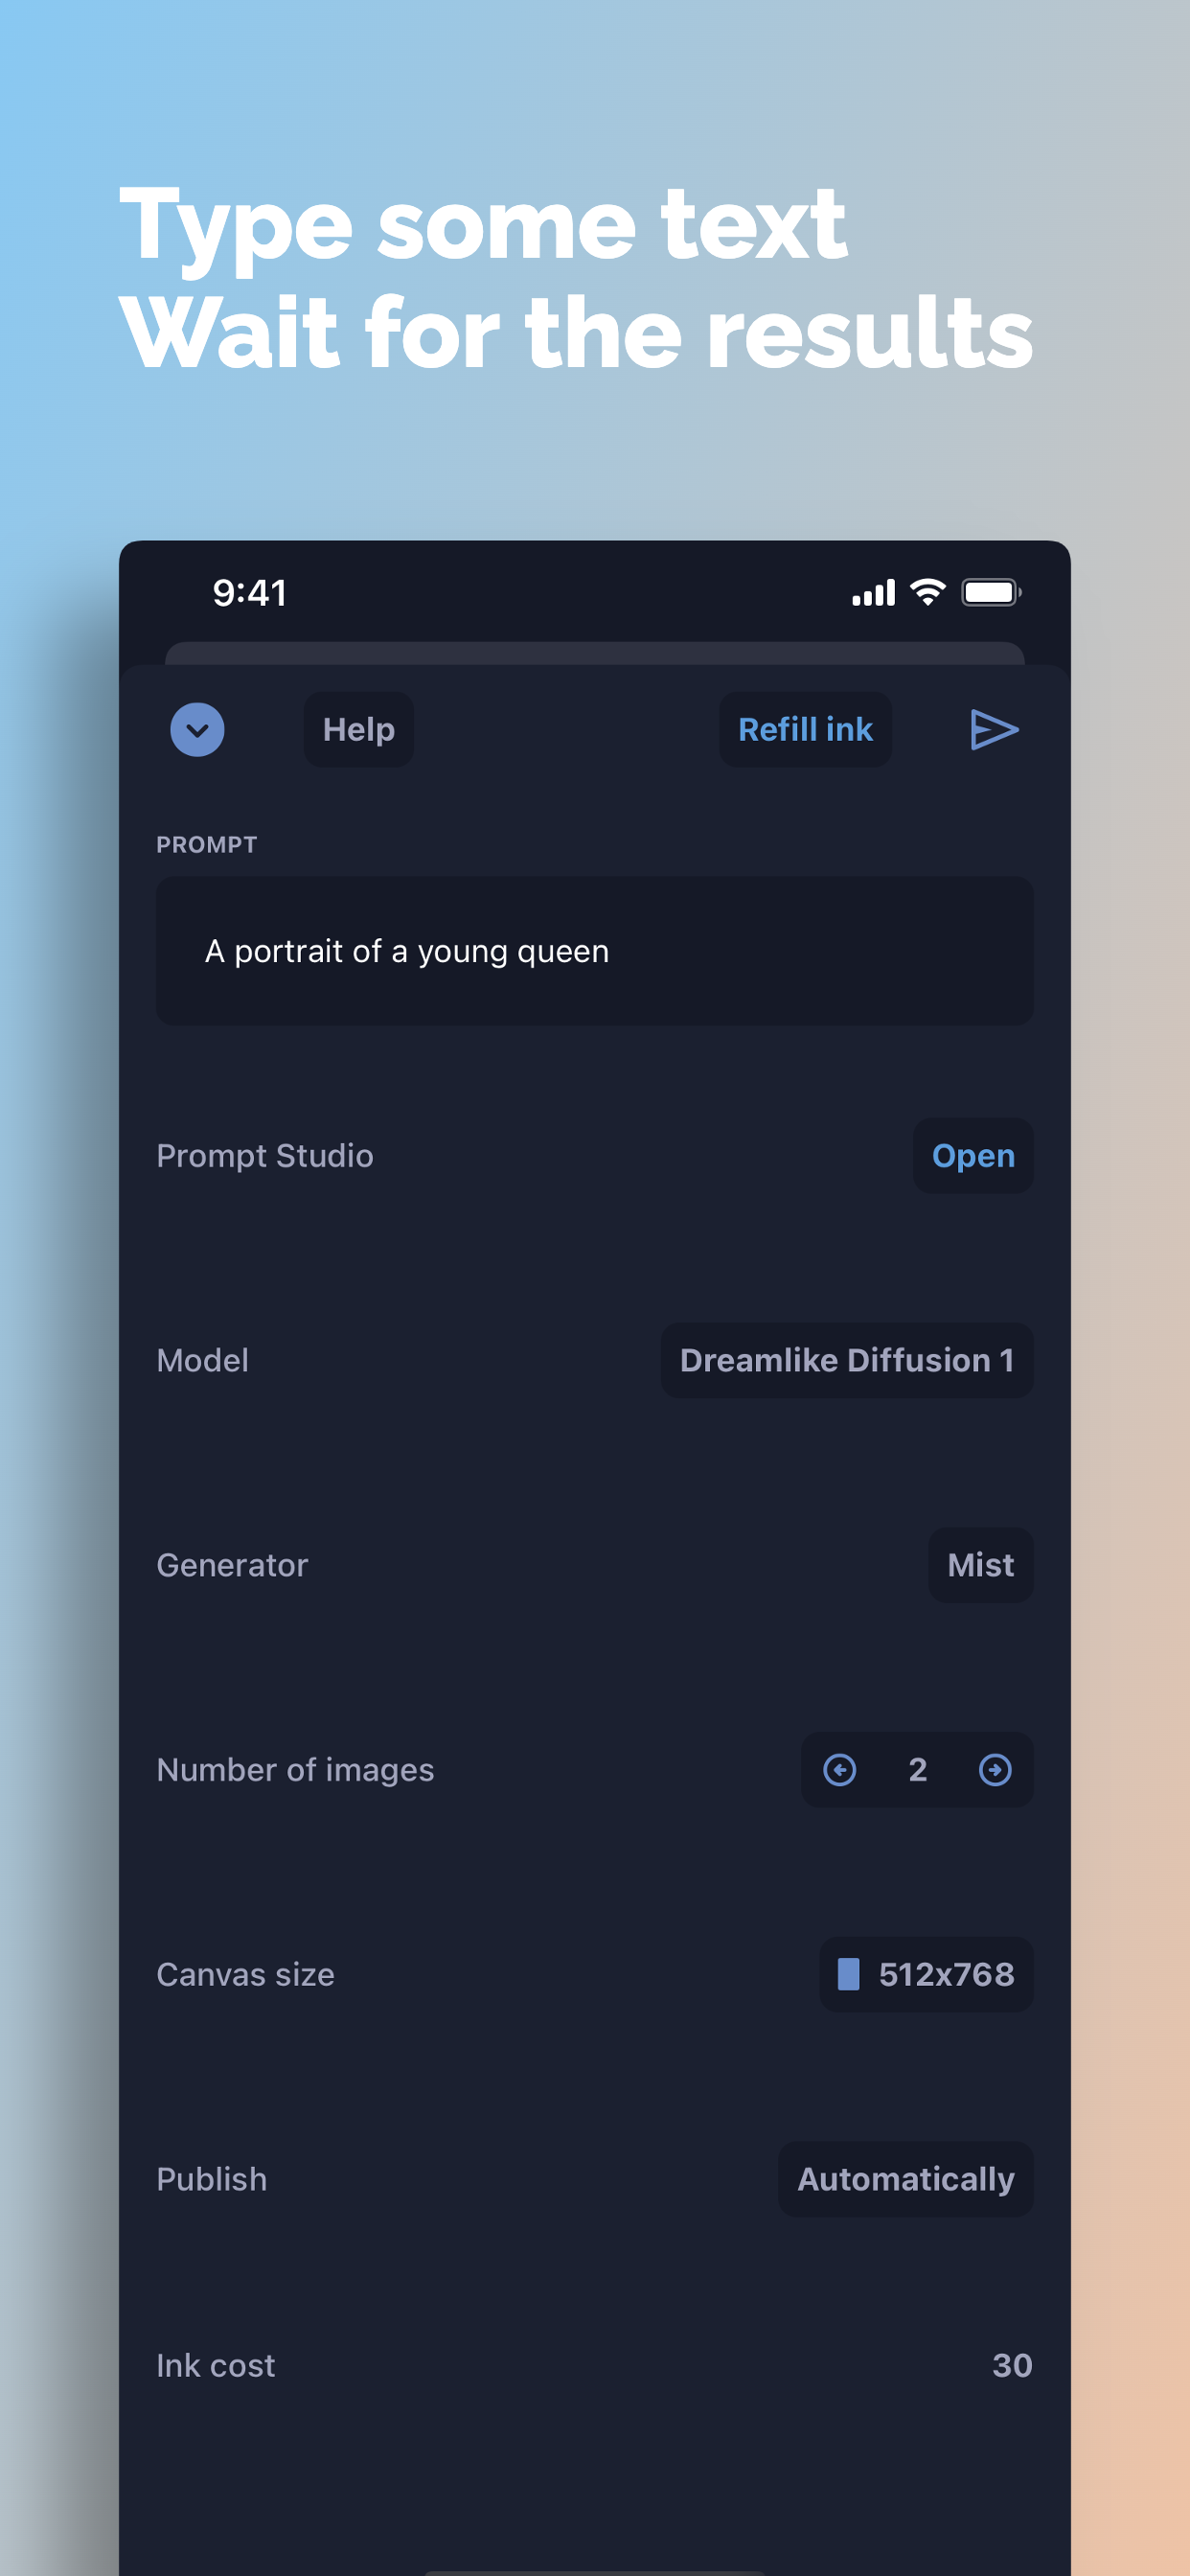 Type some text
Wait for the results
9:41
Help
Refill ink
PROMPT
A portrait of a young queen
Prompt Studio
Open
Model
Dreamlike Diffusion 1
Generator
Mist
Number of images
2
Canvas size
512x768
Publish
Automatically
Ink cost
30